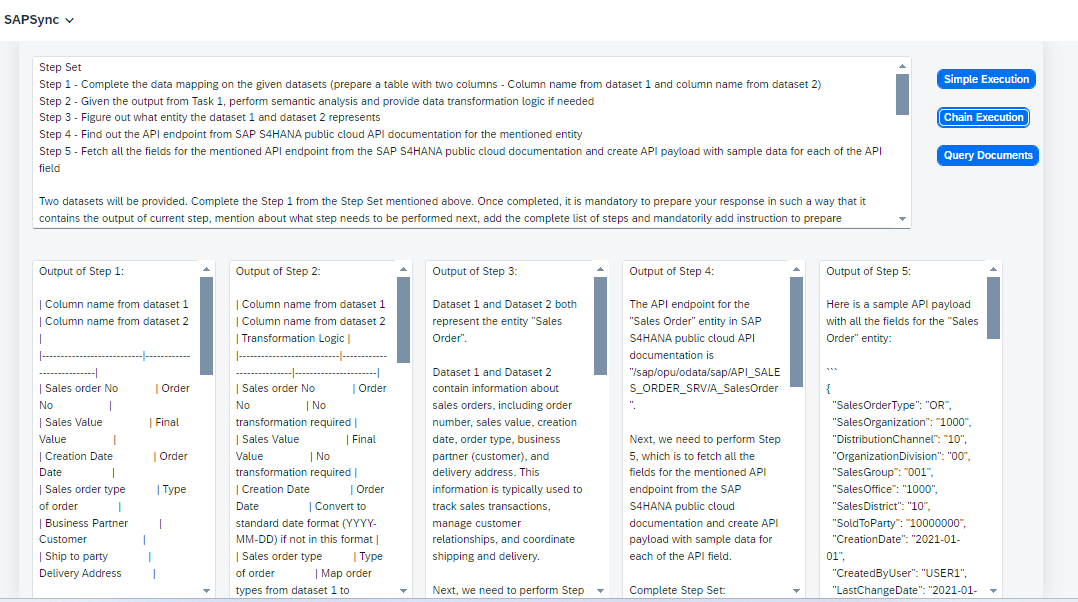 SAPSync
Step Set
Step 1 - Complete the data mapping on the given datasets (prepare a table with two columns - Column name from dataset 1 and column name from dataset 2)
Step 2 - Given the output from Task 1, perform semantic analysis and provide data transformation logic if needed
Step 3 - Figure out what entity the dataset 1 and dataset 2 represents
Step 4 - Find out the API endpoint from SAP S4HANA public cloud API documentation for the mentioned entity
Step 5 - Fetch all the fields for the mentioned API endpoint from the SAP S4HANA public cloud documentation and create API payload with sample data for each of the API
field
Two datasets will be provided. Complete the Step 1 from the Step Set mentioned above. Once completed, it is mandatory to prepare your response in such a way that it
contains the output of current step, mention about what step needs to be performed next, add the complete list of steps and mandatorily add instruction to prepare
Simple Execution
Chain Execution
Query Documents
Output of Step 1:
| Column name from dataset 1
| Column name from dataset 2
|
|---------------------------|------------
---------------|
| Sales order No | Order
No |
| Sales Value | Final
Value |
| Creation Date | Order
Date |
| Sales order type | Type
of order |
| Business Partner |
Customer |
| Ship to party |
Delivery Address |
Output of Step 2:
| Column name from dataset 1
| Column name from dataset 2
| Transformation Logic |
|---------------------------|------------
---------------|----------------------|
| Sales order No | Order
No | No
transformation required |
| Sales Value | Final
Value | No
transformation required |
| Creation Date | Order
Date | Convert to
standard date format (YYYY-
MM-DD) if not in this format |
| Sales order type | Type
of order | Map order
types from dataset 1 to
Output of Step 3:
Dataset 1 and Dataset 2 both
represent the entity "Sales
Order".
Dataset 1 and Dataset 2
contain information about
sales orders, including order
number, sales value, creation
date, order type, business
partner (customer), and
delivery address. This
information is typically used to
track sales transactions,
manage customer
relationships, and coordinate
shipping and delivery.
Next, we need to perform Step
Output of Step 4:
The API endpoint for the
"Sales Order" entity in SAP
S4HANA public cloud API
documentation is
"/sap/opu/odata/sap/API_SALE
S_ORDER_SRV/A_SalesOrder
".
Next, we need to perform Step
5, which is to fetch all the
fields for the mentioned API
endpoint from the SAP
S4HANA public cloud
documentation and create API
payload with sample data for
each of the API field.
Complete Step Set:
Output of Step 5:
Here is a sample API payload
with all the fields for the "Sales
Order" entity:
```
{
"SalesOrderType": "OR",
"SalesOrganization": "1000",
"DistributionChannel": "10",
"OrganizationDivision": "00",
"SalesGroup": "001",
"SalesOffice": "1000",
"SalesDistrict": "10",
"SoldToParty": "10000000",
"CreationDate": "2021-01-
01",
"CreatedByUser": "USER1",
"LastChangeDate": "2021-01-